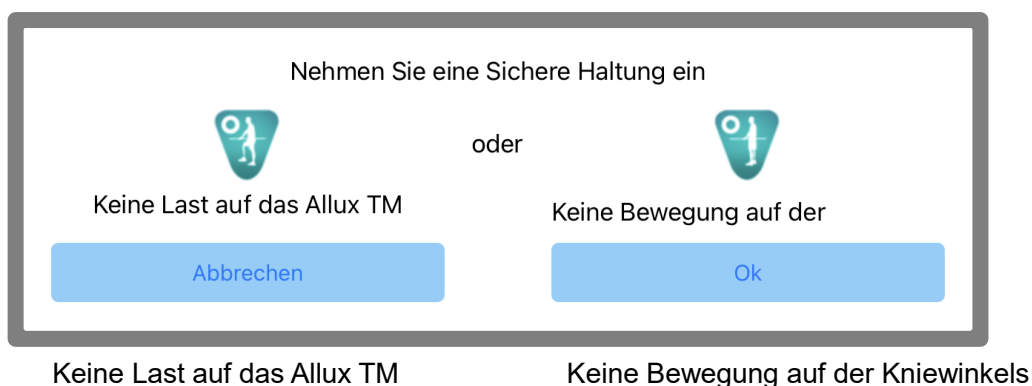 Nehmen Sie eine Sichere Haltung ein
oder
Keine Last auf das Allux TM
Keine Bewegung auf der
Abbrechen
Ok
Keine Last auf das Allux TM
Keine Bewegung auf der Kniewinkels